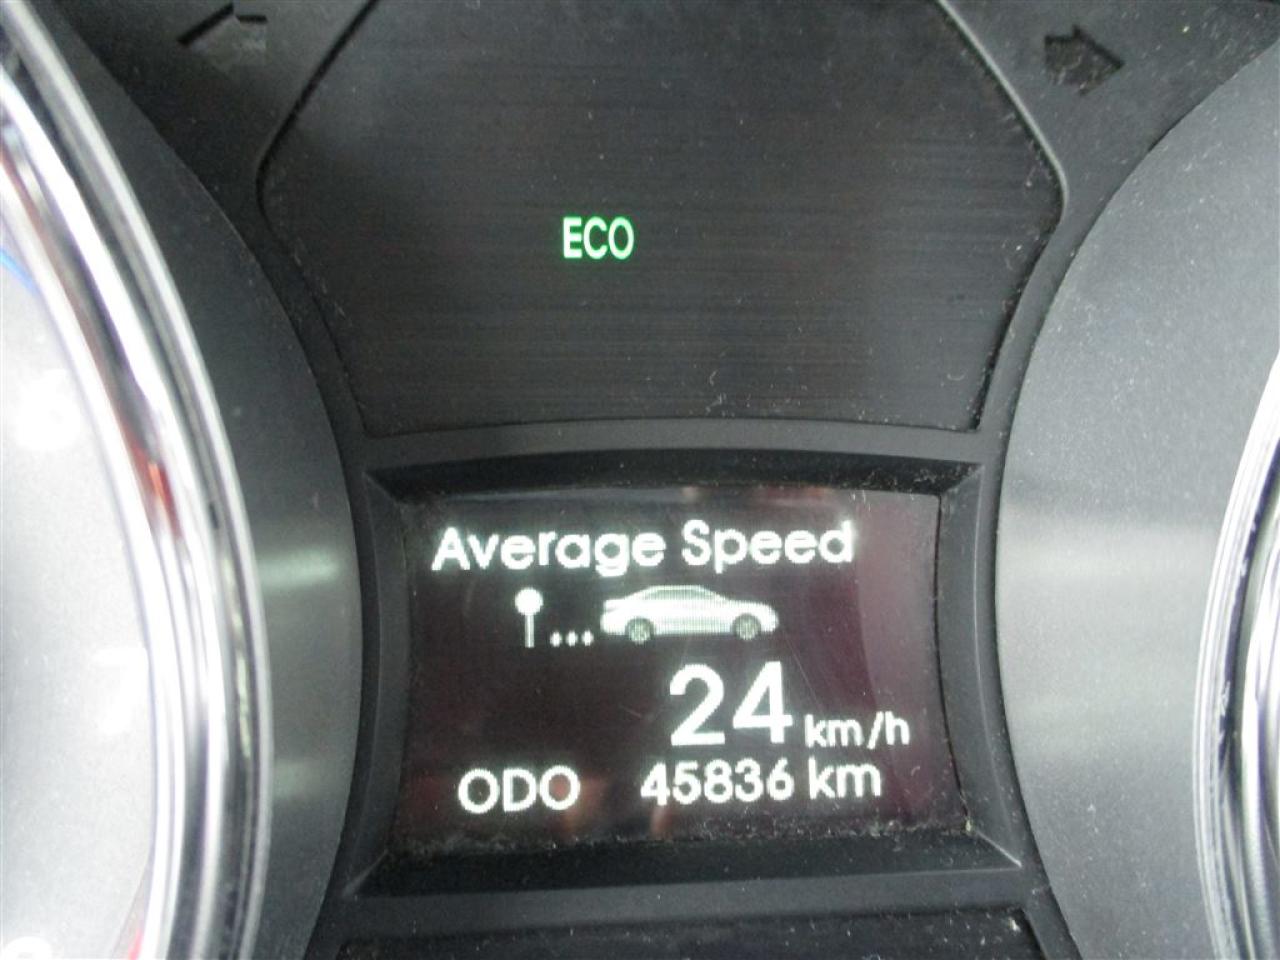 ECO
Average Speed
24 km/h
ODO 45836 km